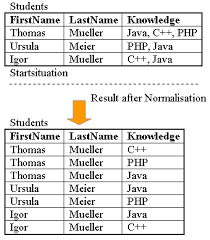 Students
FirstName LastName Knowledge
Thomas Mueller Java, C++, PHP
Ursula Meier PHP, Java
Igor Mueller C++, Java
Startsituation
Result after Normalisation
Students
FirstName LastName Knowledge
Thomas Mueller C++
Thomas Mueller PHP
Thomas Mueller Java
Ursula Meier Java
Ursula Meier PHP
Igor Mueller Java
Igor Mueller C++